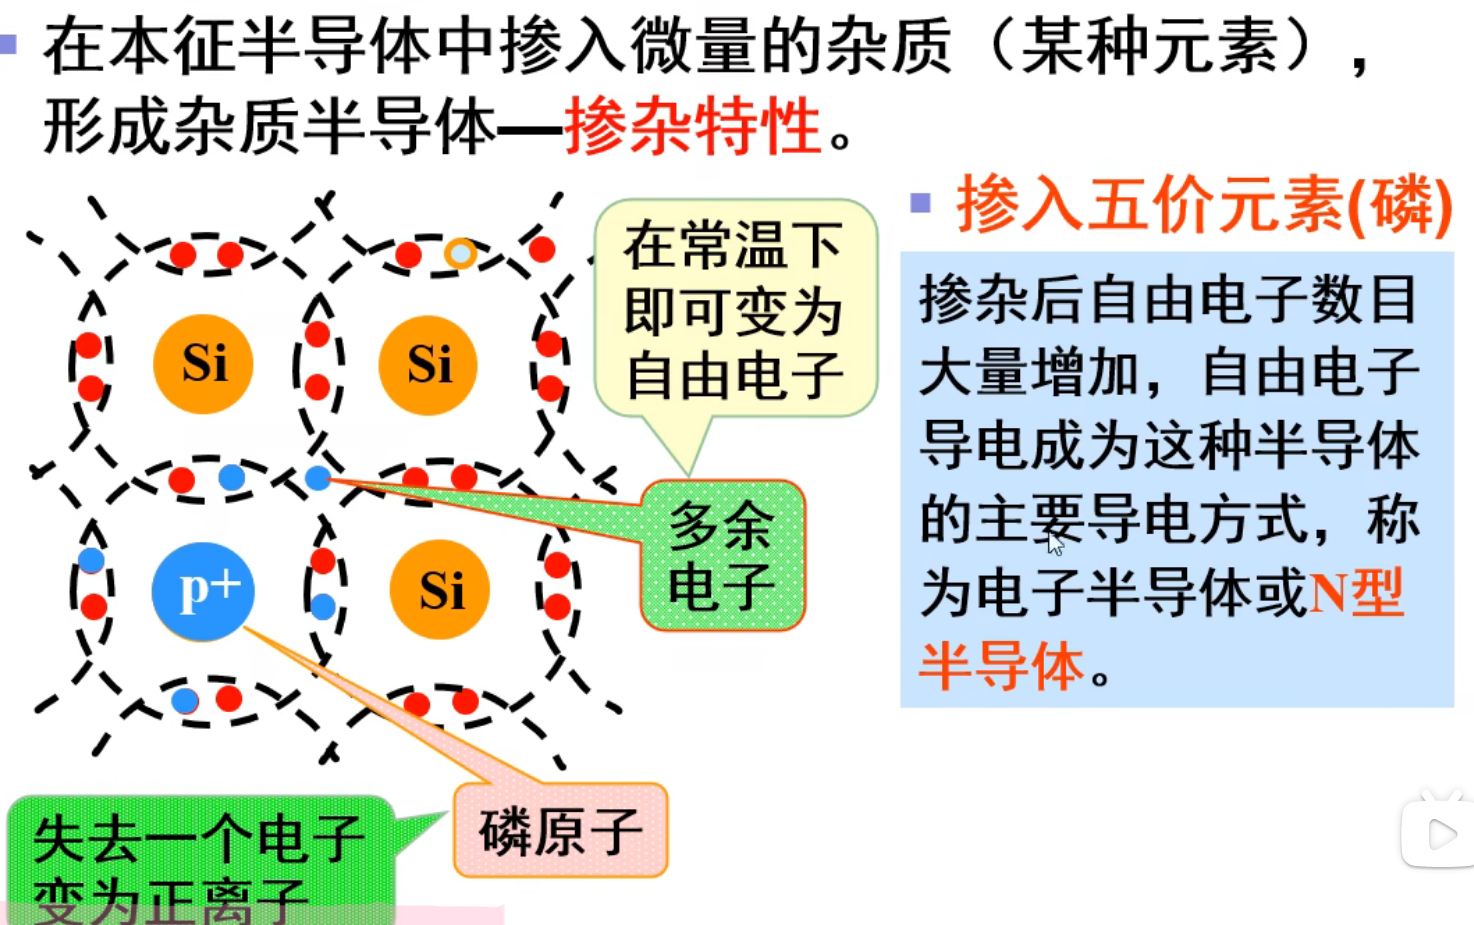 在本征半导体中掺入微量的杂质（某种元素），
形成杂质半导体—掺杂特性。
掺入五价元素(磷)
在常温下
即可变为
自由电子
掺杂后自由电子数目
大量增加，自由电子
导电成为这种半导体
的主要导电方式，称
为电子半导体或N型
半导体。
Si
Si
多余
电子
p+
Si
磷原子
失去一个电子
变为正离子